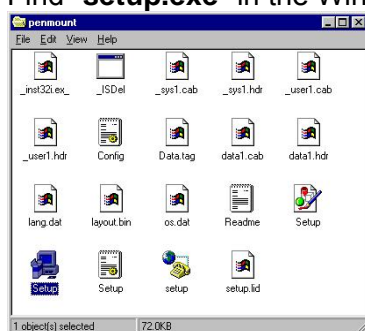 Find "setup.exe" in the Win
penmount
File Edit View Help
_inst32i.ex_ _ISDel _sys1.cab _sys1.hdr _user1.cab
_user1.hdr Config Data.tag data1.cab data1.hdr
lang.dat layout.bin os.dat Readme Setup
Setup Setup setup setup.lid
1 object(s) selected 72.0KB